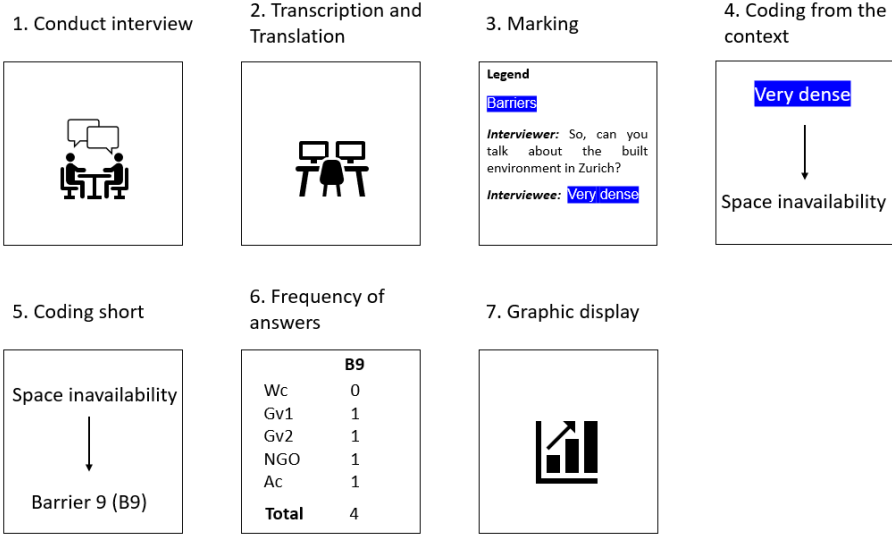 1. Conduct interview
2. Transcription and
Translation
3. Marking
4. Coding from the
context
Legend
Barriers
Interviewer: So, can you
talk about the built
environment in Zurich?
Interviewee: Very dense
Very dense
Space inavailability
5. Coding short
6. Frequency of
answers
7. Graphic display
Space inavailability
Barrier 9 (B9)
B9
Wc 0
Gv1 1
Gv2 1
NGO 1
Ac 1
Total 4